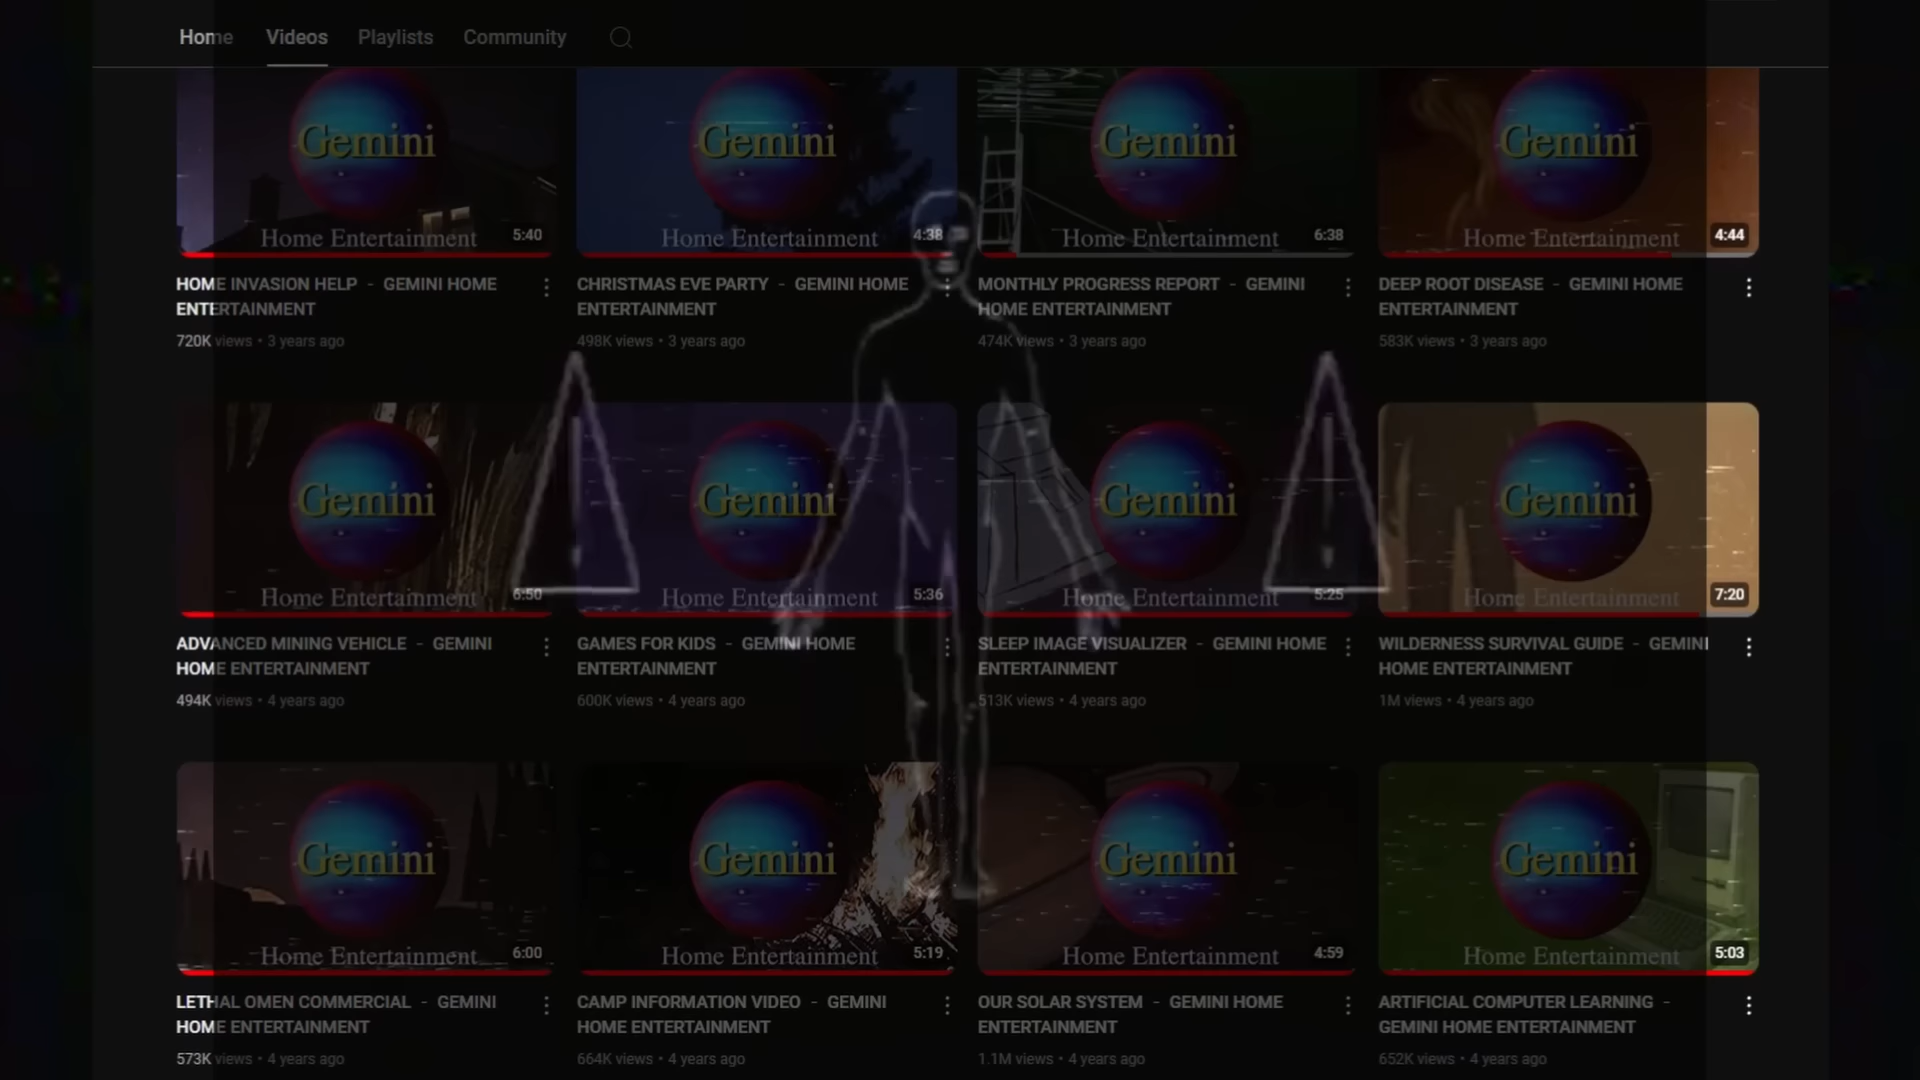 Home Videos Playlists Community
Gemini Gemini Gemini Gemini
Home Entertainment 5:40 Home Entertainment 4:38 Home Entertainment 6:38 Home Entertainment 4:44
HOME INVASION HELP - GEMINI HOME CHRISTMAS EVE PARTY - GEMINI HOME MONTHLY PROGRESS REPORT - GEMINI DEEP ROOT DISEASE - GEMINI HOME
ENTERTAINMENT ENTERTAINMENT HOME ENTERTAINMENT ENTERTAINMENT
720K views • 3 years ago 498K views • 3 years ago 474K views • 3 years ago 583K views • 3 years ago
Gemini Gemini Gemini Gemini
Home Entertainment 6:50 Home Entertainment 5:36 Home Entertainment 5:25 Home Entertainment 7:20
ADVANCED MINING VEHICLE - GEMINI GAMES FOR KIDS - GEMINI HOME SLEEP IMAGE VISUALIZER - GEMINI HOME WILDERNESS SURVIVAL GUIDE - GEMINI
HOME ENTERTAINMENT ENTERTAINMENT ENTERTAINMENT HOME ENTERTAINMENT
494K views • 4 years ago 600K views • 4 years ago 513K views • 4 years ago 1M views • 4 years ago
Gemini Gemini Gemini Gemini
Home Entertainment 6:00 Home Entertainment 5:19 Home Entertainment 4:59 Home Entertainment 5:03
LETHAL OMEN COMMERCIAL - GEMINI CAMP INFORMATION VIDEO - GEMINI OUR SOLAR SYSTEM - GEMINI HOME ARTIFICIAL COMPUTER LEARNING -
HOME ENTERTAINMENT HOME ENTERTAINMENT ENTERTAINMENT GEMINI HOME ENTERTAINMENT
573K views • 4 years ago 664K views • 4 years ago 1.1M views • 4 years ago 652K views • 4 years ago